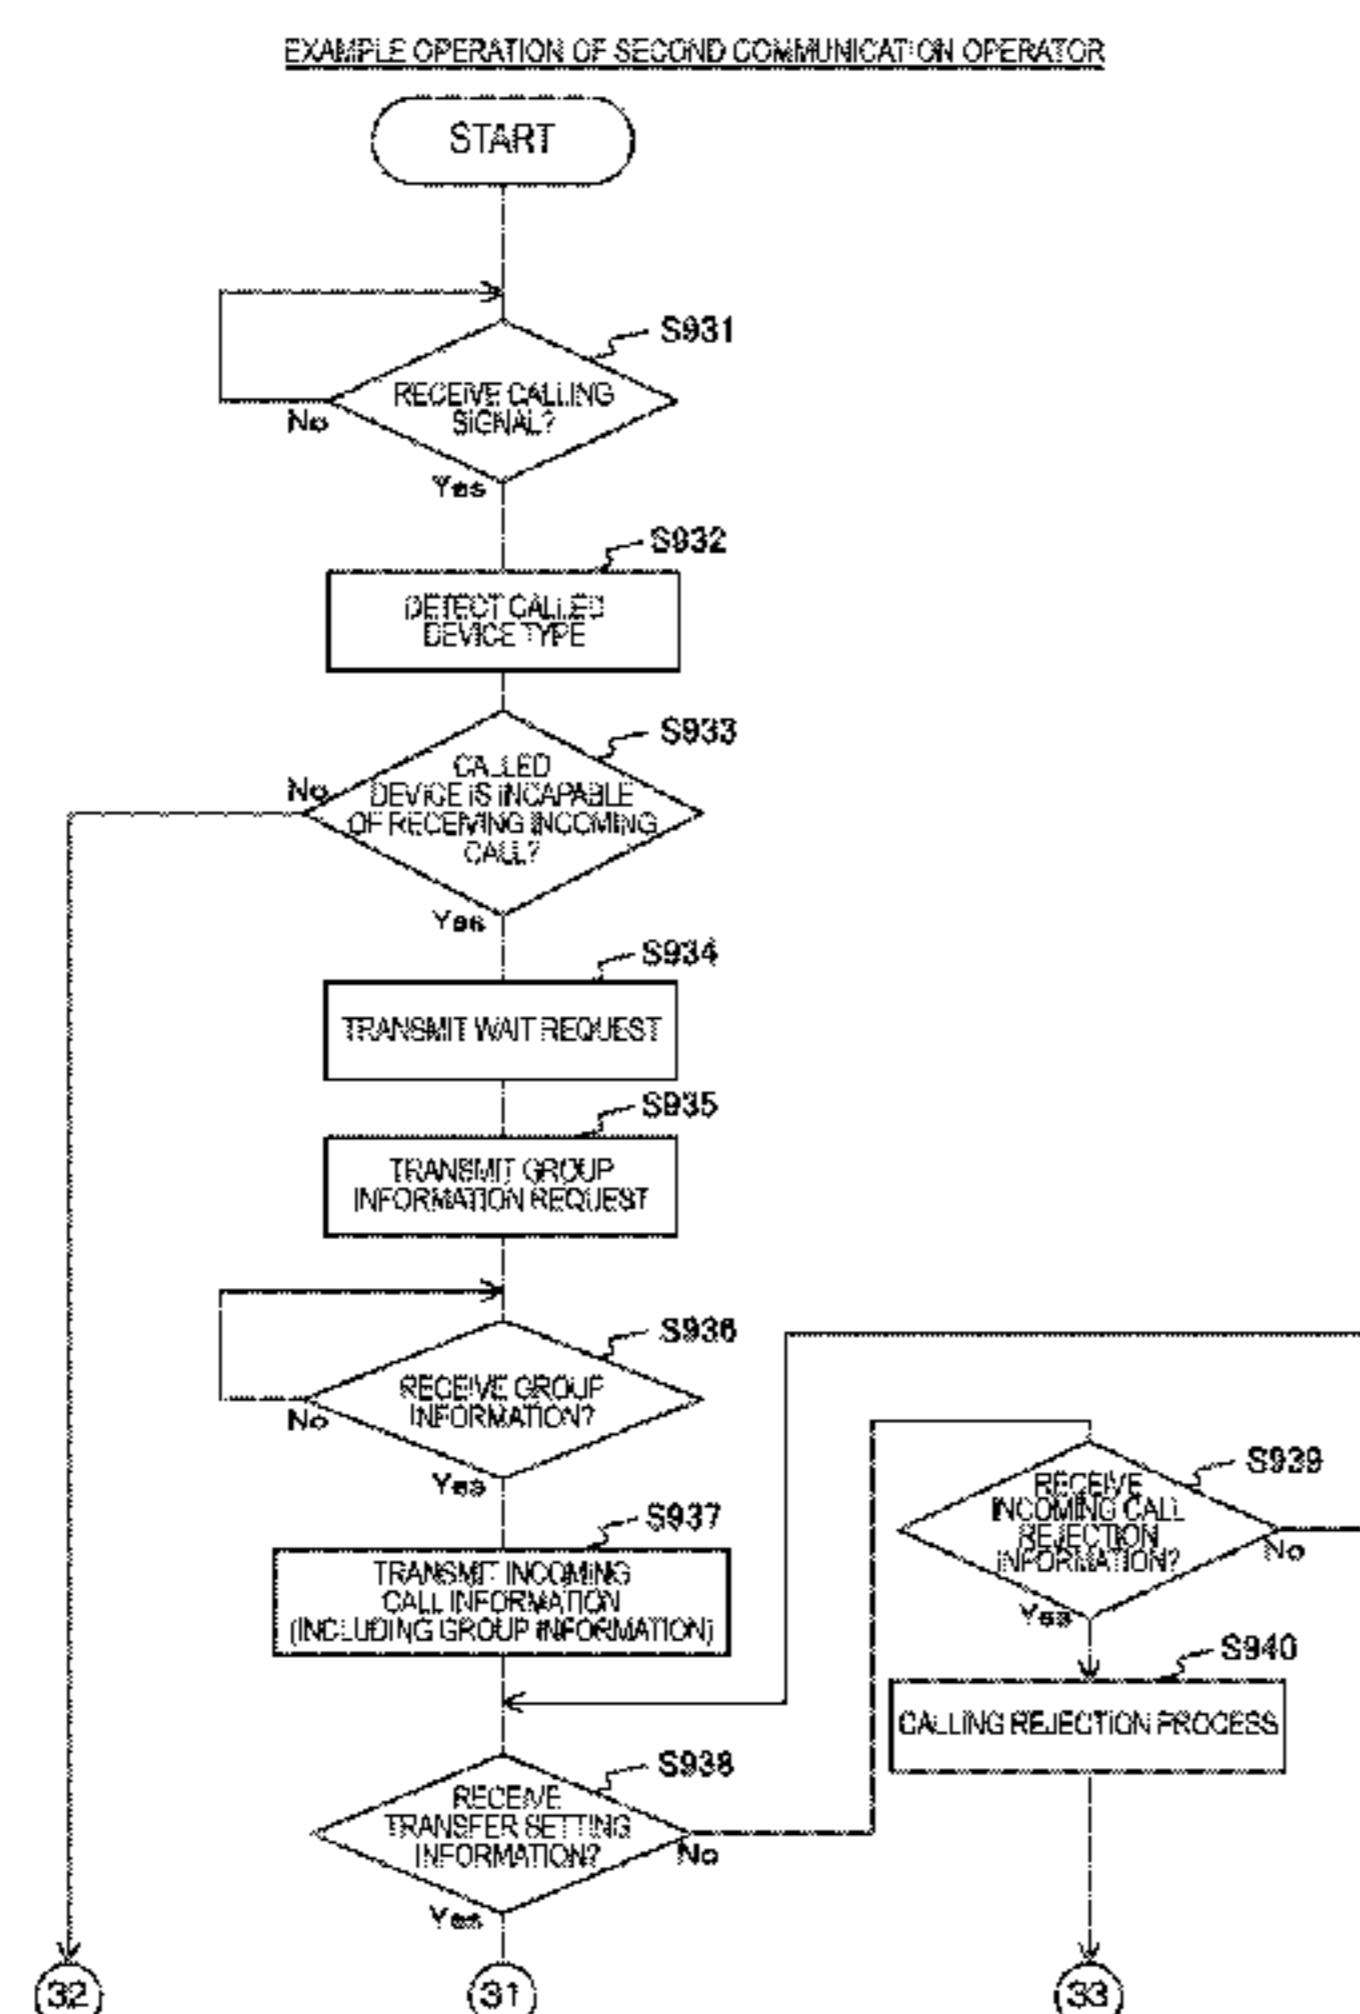 EXAMPLE OPERATION OF SECOND COMMUNICATION OPERATOR
START
S931
RECEIVE CALLING
SIGNAL?
No
Yes
S932
DETECT CALLED
DEVICE TYPE
S933
CALLED
DEVICE IS INCAPABLE
OF RECEIVING INCOMING
CALL?
No
Yes
S934
TRANSMIT WAIT REQUEST
S935
TRANSMIT GROUP
INFORMATION REQUEST
S936
RECEIVE GROUP
INFORMATION?
No
Yes
S937
TRANSMIT INCOMING
CALL INFORMATION
(INCLUDING GROUP INFORMATION)
S938
RECEIVE
TRANSFER SETTING
INFORMATION?
No
Yes
S939
RECEIVE
INCOMING CALL
REJECTION
INFORMATION?
No
Yes
S940
CALLING REJECTION PROCESS
32
31
33